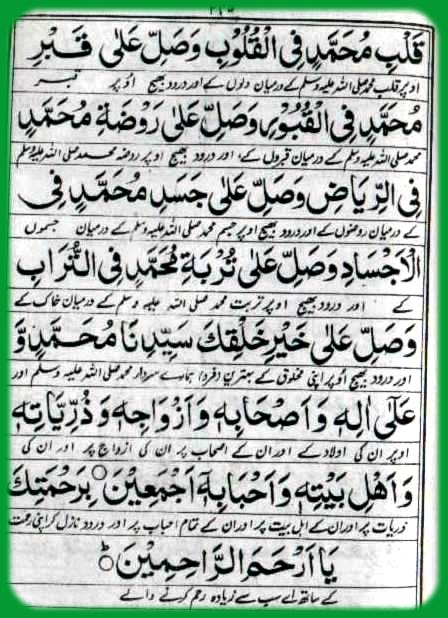 قَلْبِ مُحَمَّدٍ فِی الْقُلُوْبِ وَصَلِّ عَلٰی قَبْرِ
اوپر قلب محمد صلی اللہ علیہ وسلم کے درمیان دلوں کے اور درود بھیج اوپر قبر
مُحَمَّدٍ فِی الْقُبُوْرِ وَصَلِّ عَلٰی رَوْضَةِ مُحَمَّدٍ
محمد صلی اللہ علیہ وسلم کے درمیان قبروں کے، اور درود بھیج اوپر روضہ محمد صلی اللہ علیہ وسلم
فِی الرِّیَاضِ وَصَلِّ عَلٰی جَسَدِ مُحَمَّدٍ فِی
کے درمیان روضوں کے اور درود بھیج اوپر جسم محمد صلی اللہ علیہ وسلم کے درمیان جسموں
الْاَجْسَادِ وَصَلِّ عَلٰی تُرْبَةِ مُحَمَّدٍ فِی التُّرَابِ
کے اور درود بھیج اوپر تربت محمد صلی اللہ علیہ وسلم کے درمیان خاک کے
وَصَلِّ عَلٰی خَیْرِ خَلْقِكَ سَیِّدِنَا مُحَمَّدٍ وَّ
اور درود بھیج اوپر اپنی مخلوق کے بہترین (فرد) ہمارے سردار محمد صلی اللہ علیہ وسلم اور
عَلٰی اٰلِهٖ وَاَصْحَابِهٖ وَاَزْوَاجِهٖ وَذُرِّیَّاتِهٖ
اوپر ان کی اولاد کے اور ان کے اصحاب پر ان کی ازواج پر اور ان کی
وَاَهْلِ بَیْتِهٖ وَاَحْبَابِهٖٓ اَجْمَعِیْنَ ○ بِرَحْمَتِكَ
ذریات پر اور ان کے اہل بیت پر اور ان کے تمام احباب پر اور درود نازل کر اپنی رحمت
یَآ اَرْحَمَ الرَّاحِمِیْنَ ○
کے ساتھ اے سب سے زیادہ رحم کرنے والے